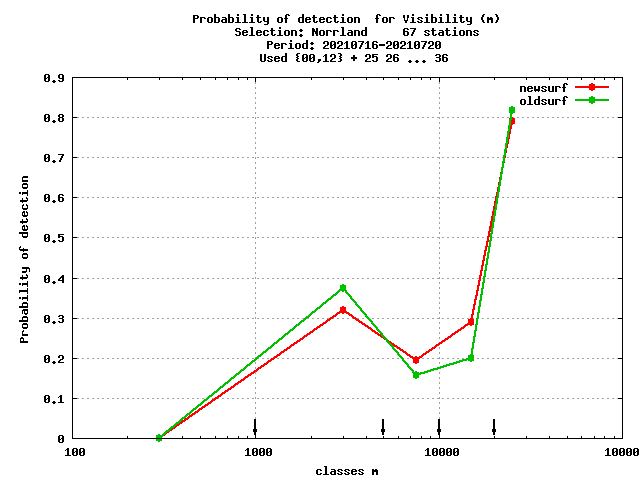 Probability of detection  for Visibility (m)
Selection: Norrland     67 stations
Period: 20210716-20210720
Used {00,12} + 25 26 ... 36
newsurf
oldsurf
0.9
0.8
0.7
0.6
0.5
0.4
0.3
0.2
0.1
0
Probability of detection
100 1000 10000 10000
classes m